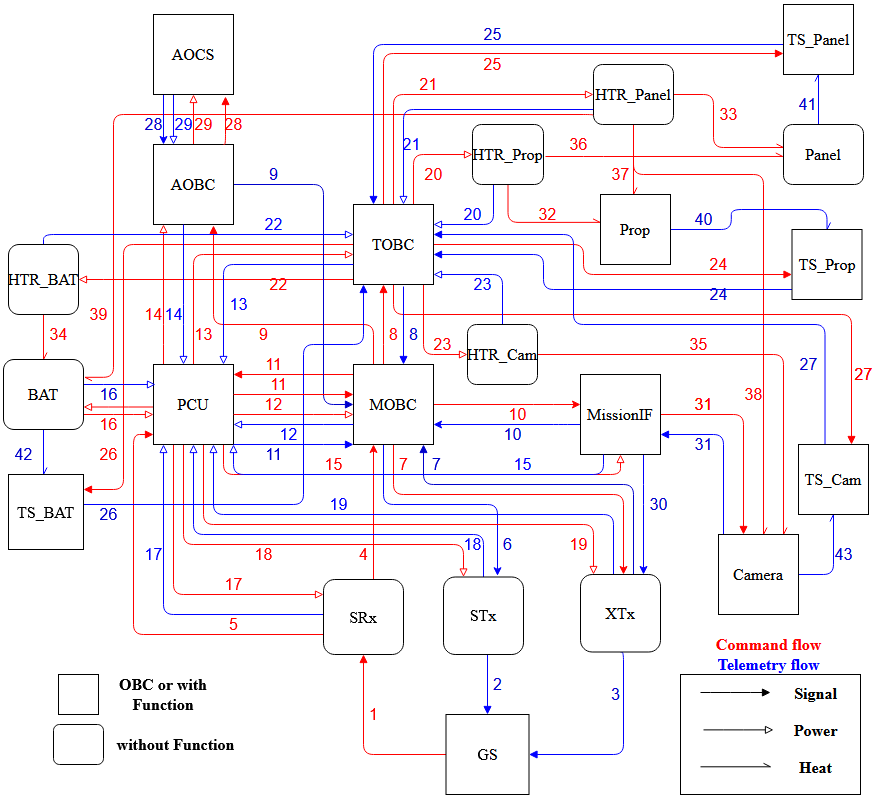 25
TS_Panel
AOCS
25
21
HTR_Panel
41
33
28
29
29
28
21
HTR_Prop
36
Panel
AOBC
9
20
37
22
20
32
40
TOBC
Prop
HTR_BAT
24
TS_Prop
22
23
24
39
14
14
13
13
34
9
8
8
23
HTR_Cam
35
11
27
27
BAT
16
PCU
11
MOBC
38
12
10
MissionIF
31
16
12
10
31
42
26
11
15
7
7
15
TS_Cam
TS_BAT
26
19
30
17
18
4
18
6
19
43
Camera
17
5
SRx
STx
XTx
Command flow
Telemetry flow
OBC or with
Function
2
3
Signal
1
without Function
GS
Power
Heat